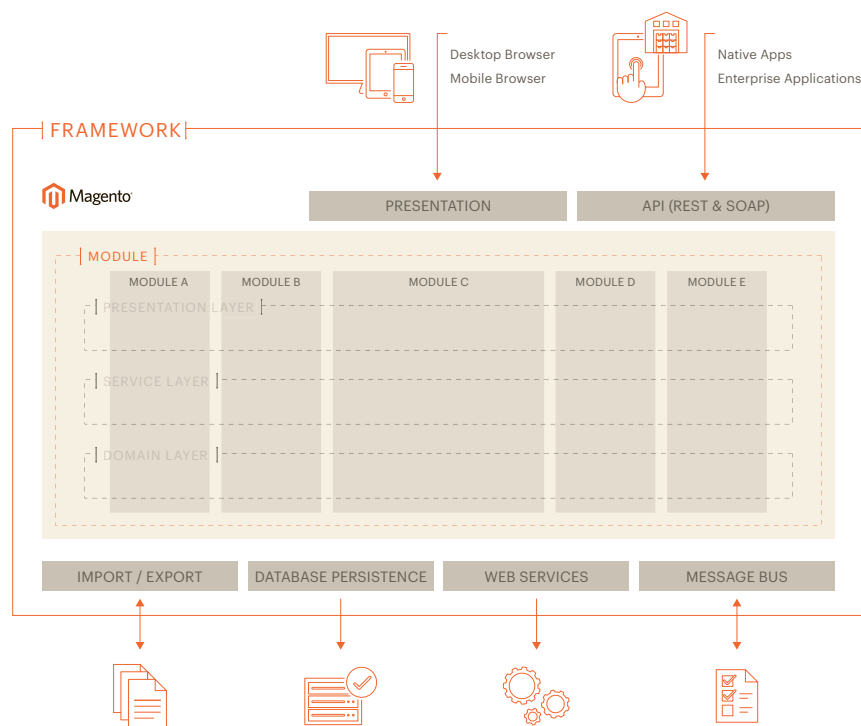 Desktop Browser
Mobile Browser
Native Apps
Enterprise Applications
FRAMEWORK
Magento
PRESENTATION
API (REST & SOAP)
MODULE
MODULE A
MODULE B
MODULE C
MODULE D
MODULE E
PRESENTATION LAYER
SERVICE LAYER
DOMAIN LAYER
IMPORT / EXPORT
DATABASE PERSISTENCE
WEB SERVICES
MESSAGE BUS